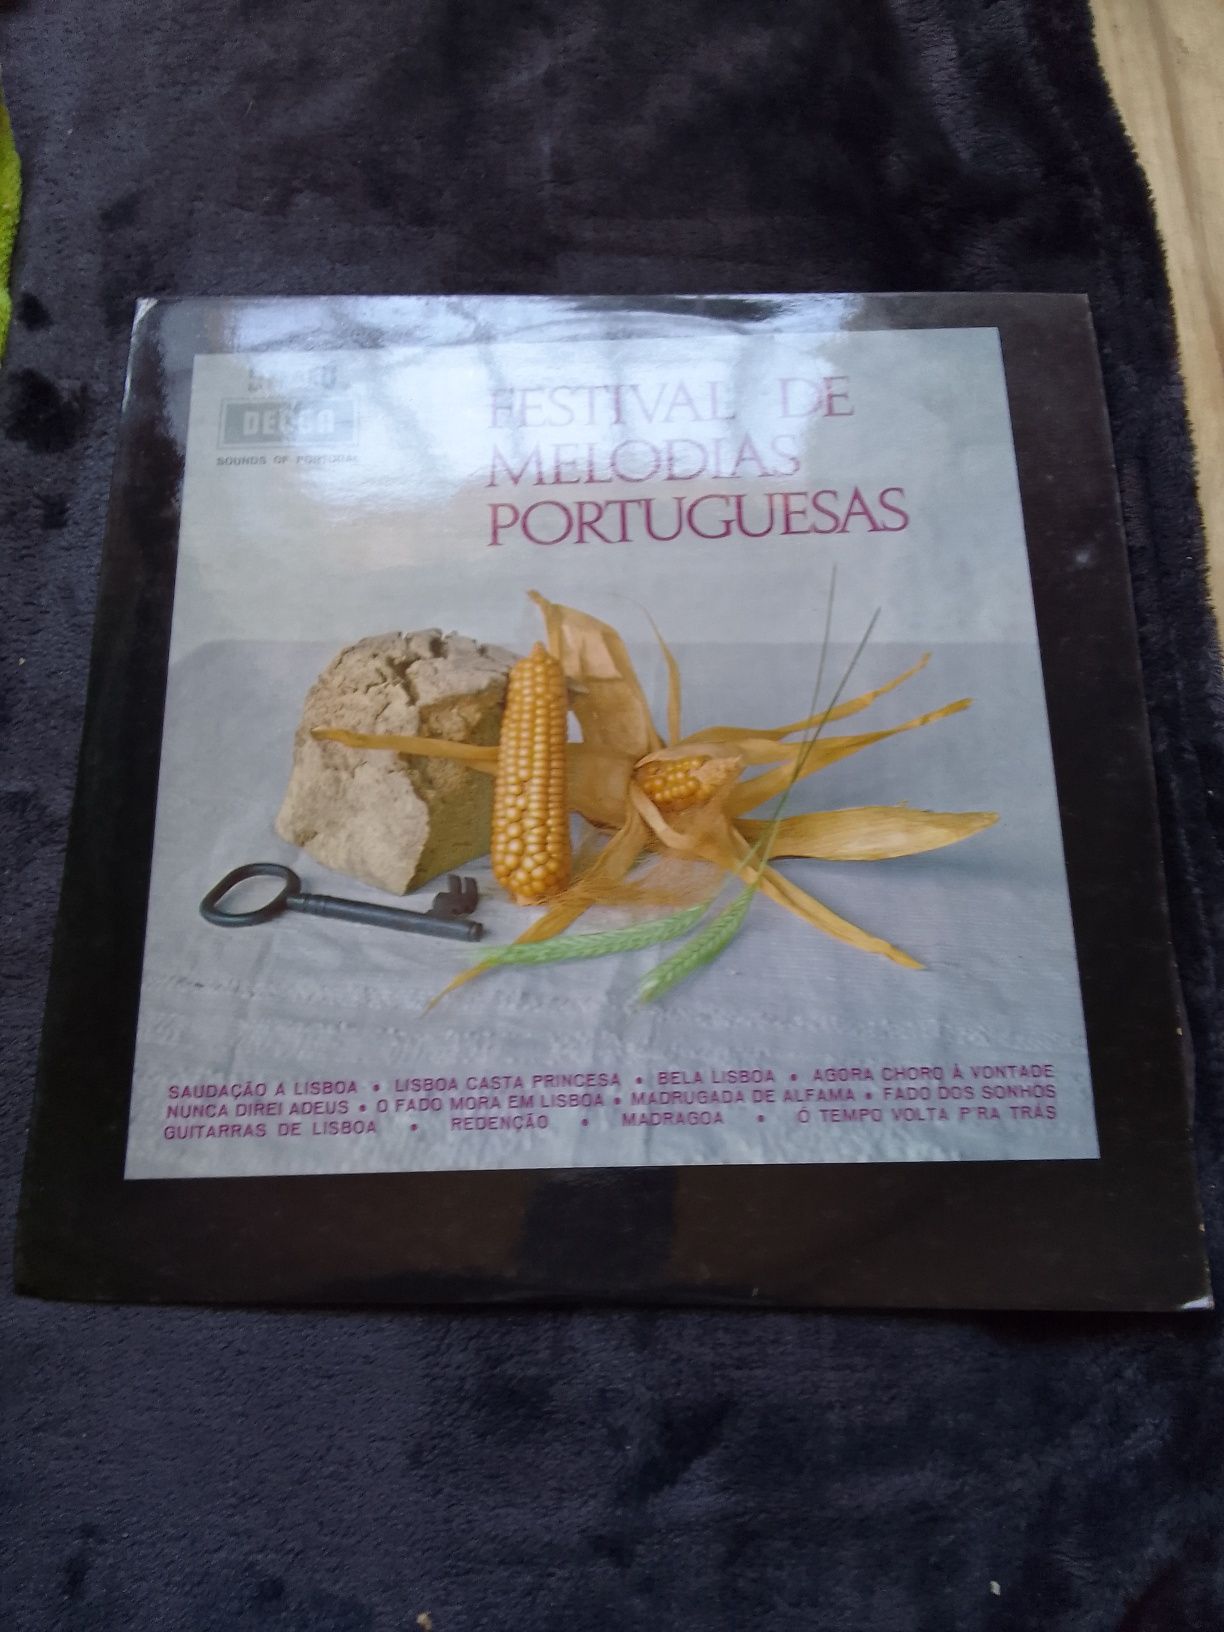 DECCA
SOUNDS OF PORTUGAL
FESTIVAL DE
MELODIAS
PORTUGUESAS
SAUDAÇÃO A LISBOA • LISBOA CASTA PRINCESA • BELA LISBOA • AGORA CHORO À VONTADE
NUNCA DIREI ADEUS • O FADO MORA EM LISBOA • MADRUGADA DE ALFAMA • FADO DOS SONHOS
GUITARRAS DE LISBOA • REDENÇÃO • MADRAGOA • Ó TEMPO VOLTA P'RA TRÁS